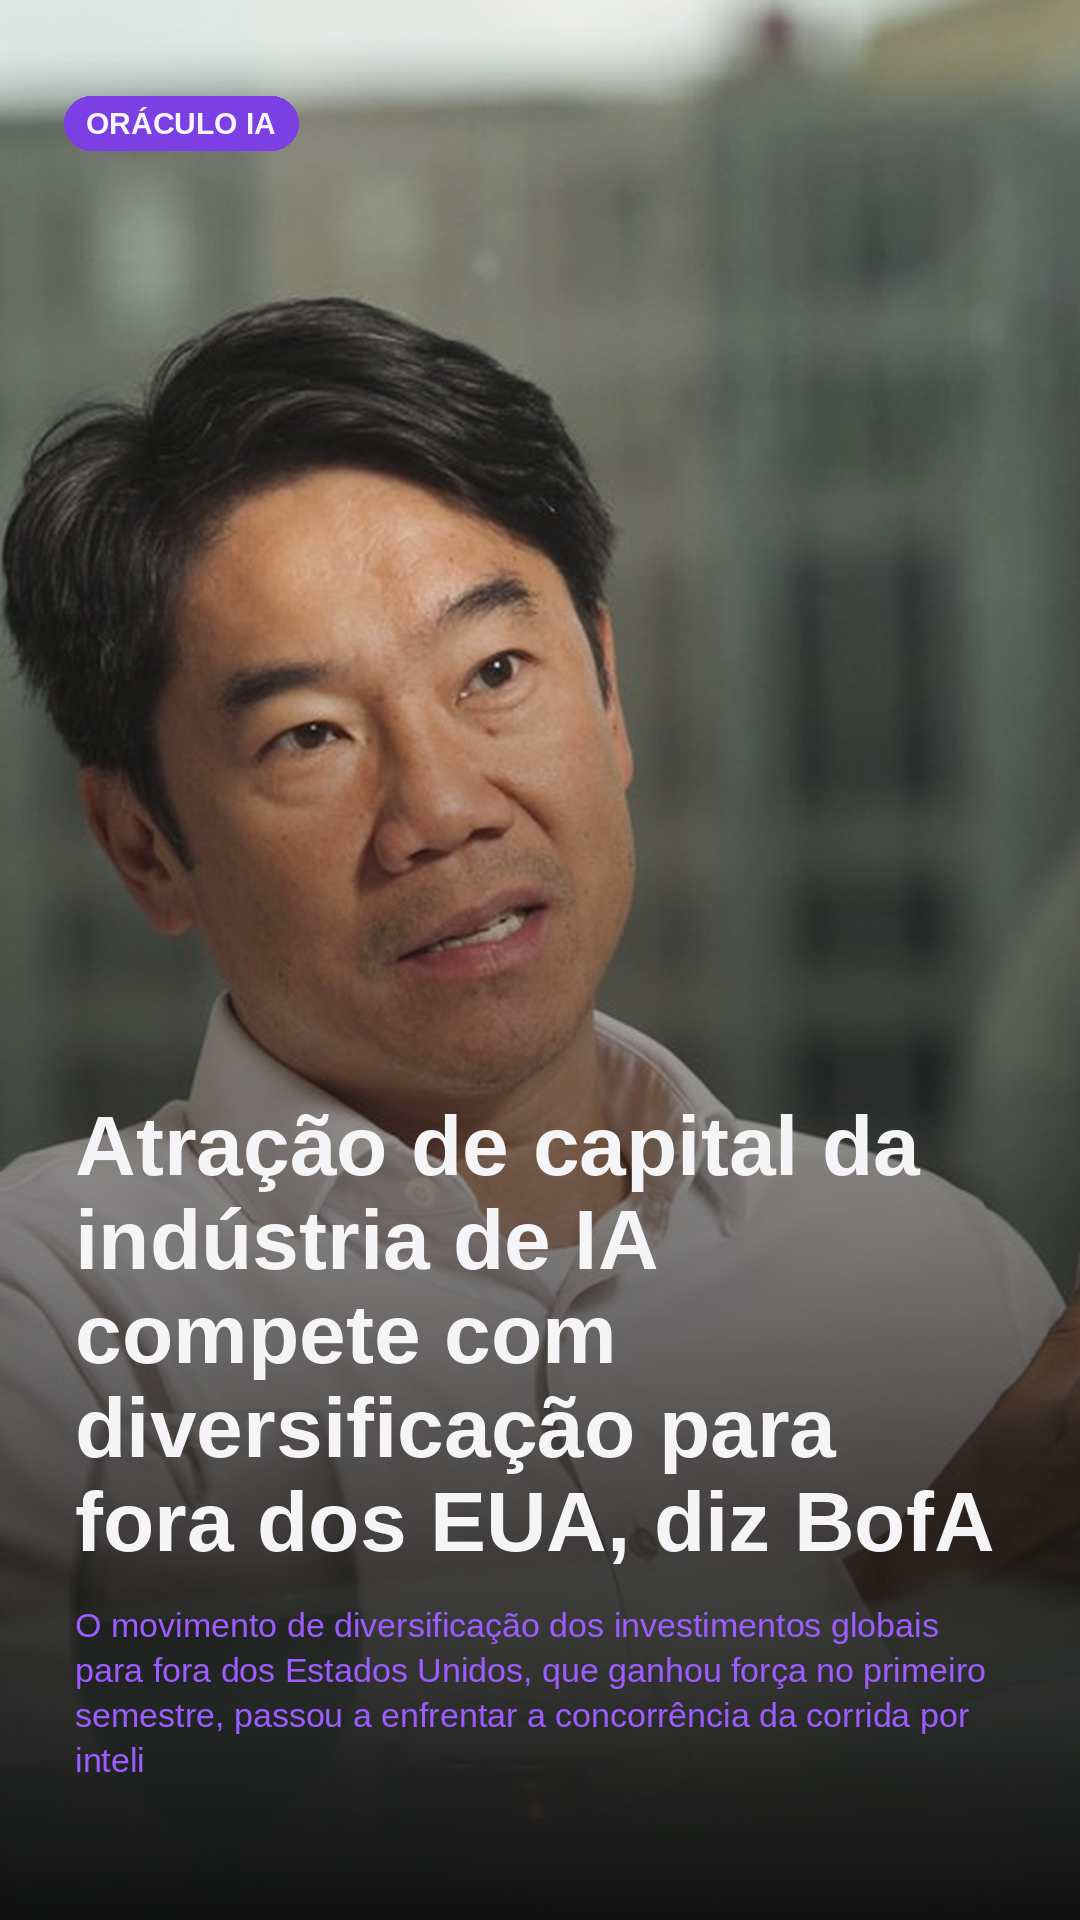 ORÁCULO IA
Atração de capital da
indústria de IA
compete com
diversificação para
fora dos EUA, diz BofA
O movimento de diversificação dos investimentos globais
para fora dos Estados Unidos, que ganhou força no primeiro
semestre, passou a enfrentar a concorrência da corrida por
inteli